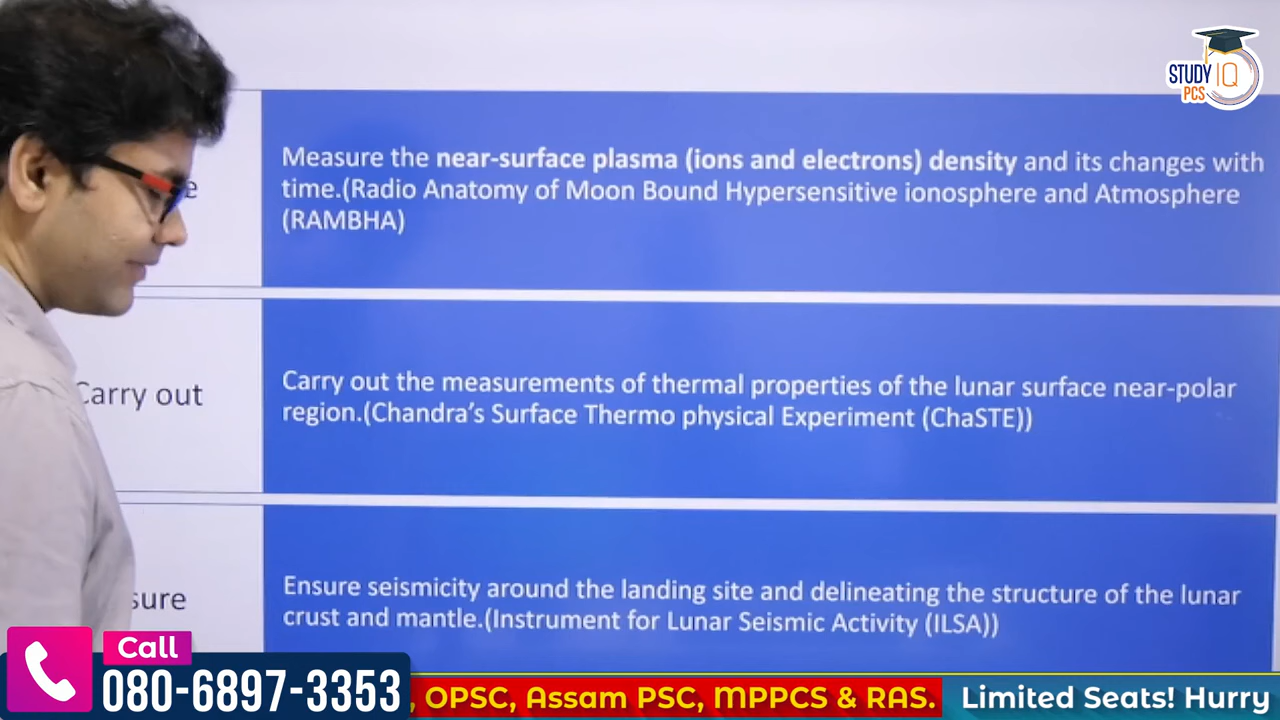 STUDY IQ
PCS
Measure the near-surface plasma (ions and electrons) density and its changes with
time.(Radio Anatomy of Moon Bound Hypersensitive ionosphere and Atmosphere
(RAMBHA)
Carry out
Carry out the measurements of thermal properties of the lunar surface near-polar
region.(Chandra's Surface Thermo physical Experiment (ChaSTE))
Ensure seismicity around the landing site and delineating the structure of the lunar
crust and mantle.(Instrument for Lunar Seismic Activity (ILSA))
Call
080-6897-3353
, OPSC, Assam PSC, MPPCS & RAS.
Limited Seats! Hurry